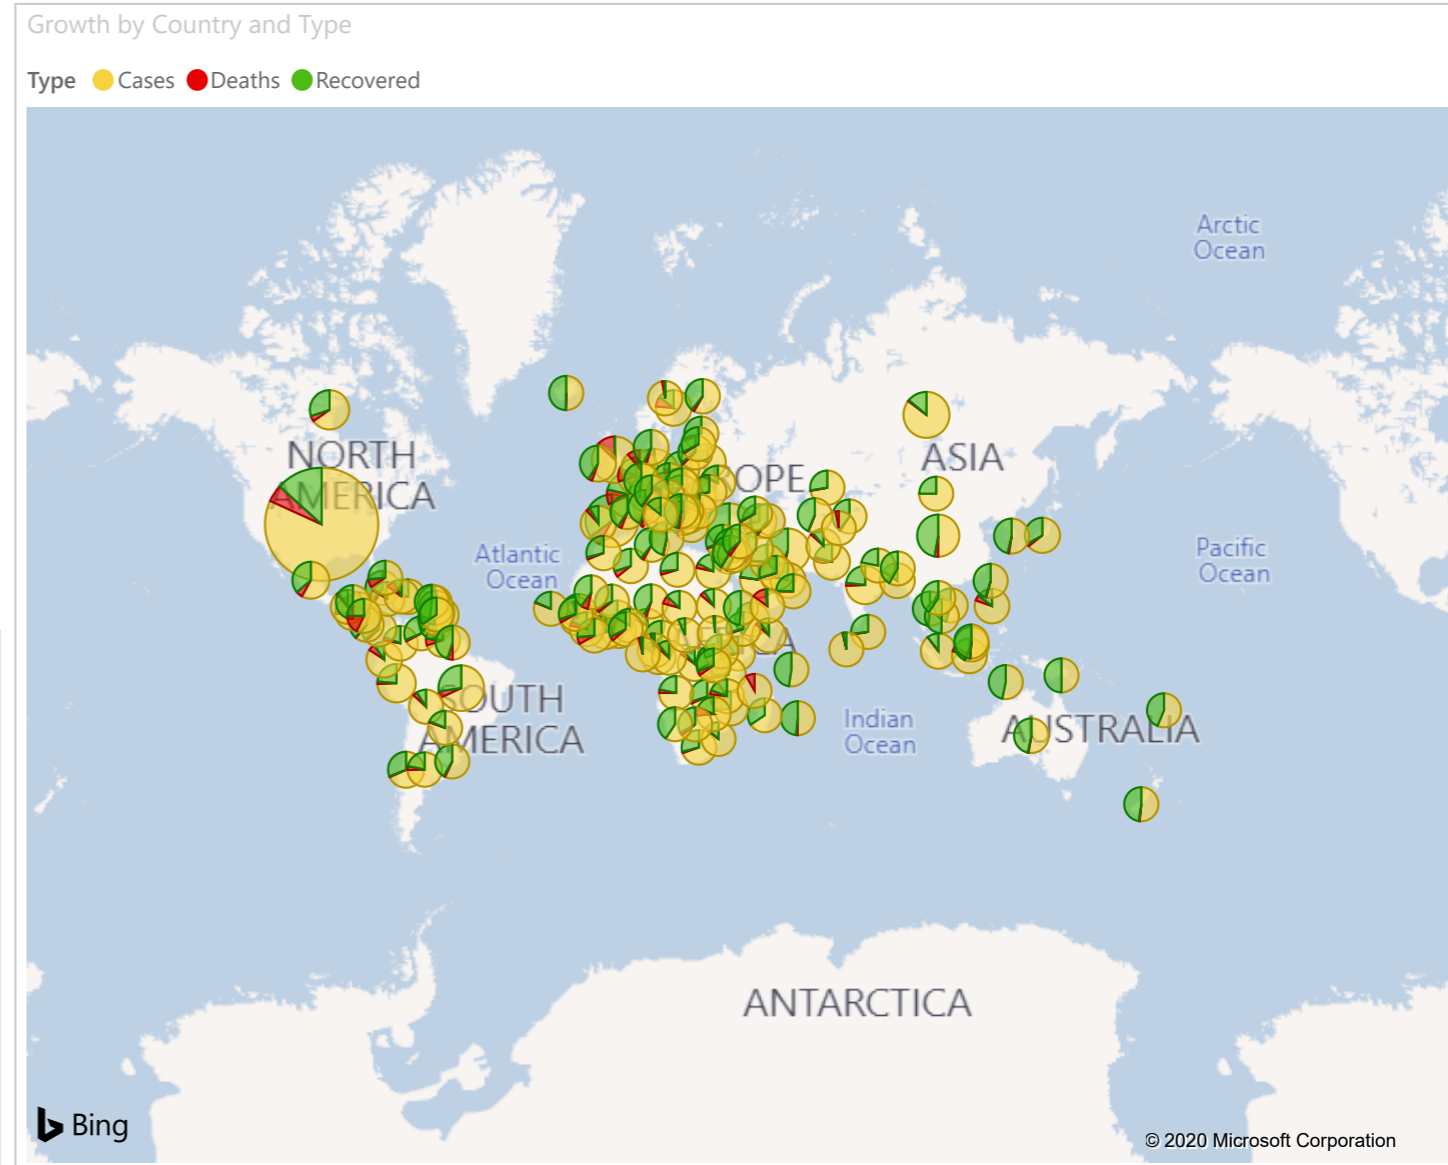 Growth by Country and Type
Type Cases Deaths Recovered
Arctic
Ocean
NORTH
AMERICA
OPE
ASIA
Atlantic
Ocean
Pacific
Ocean
SOUTH
AMERICA
Indian
Ocean
AUSTRALIA
ANTARCTICA
Bing
© 2020 Microsoft Corporation